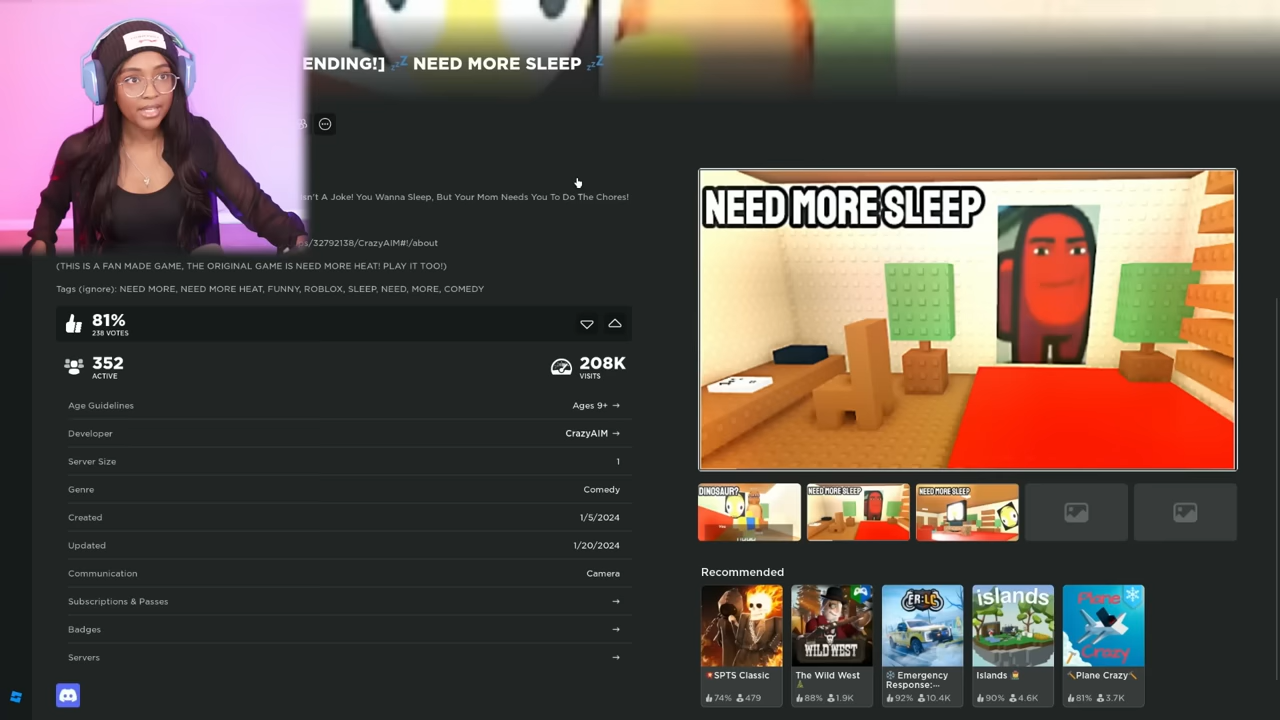 ENDING!] 💤 NEED MORE SLEEP 💤
sn't A Joke! You Wanna Sleep, But Your Mom Needs You To Do The Chores!
/32792138/CrazyAIM#!/about
(THIS IS A FAN MADE GAME, THE ORIGINAL GAME IS NEED MORE HEAT! PLAY IT TOO!)
Tags (ignore): NEED MORE, NEED MORE HEAT, FUNNY, ROBLOX, SLEEP, NEED, MORE, COMEDY
81%
238 VOTES
352
ACTIVE
208K
VISITS
Age Guidelines Ages 9+ →
Developer CrazyAIM →
Server Size 1
Genre Comedy
Created 1/5/2024
Updated 1/20/2024
Communication Camera
Subscriptions & Passes →
Badges →
Servers →
NEED MORE SLEEP
DINOSAUR?
NEED MORE SLEEP
NEED MORE SLEEP
Recommended
ER:LC
islands
Plane
Crazy
WILD WEST
SPTS Classic
The Wild West
Emergency
Response:...
Islands
Plane Crazy
74% 479
88% 1.9K
92% 10.4K
90% 4.6K
81% 3.7K